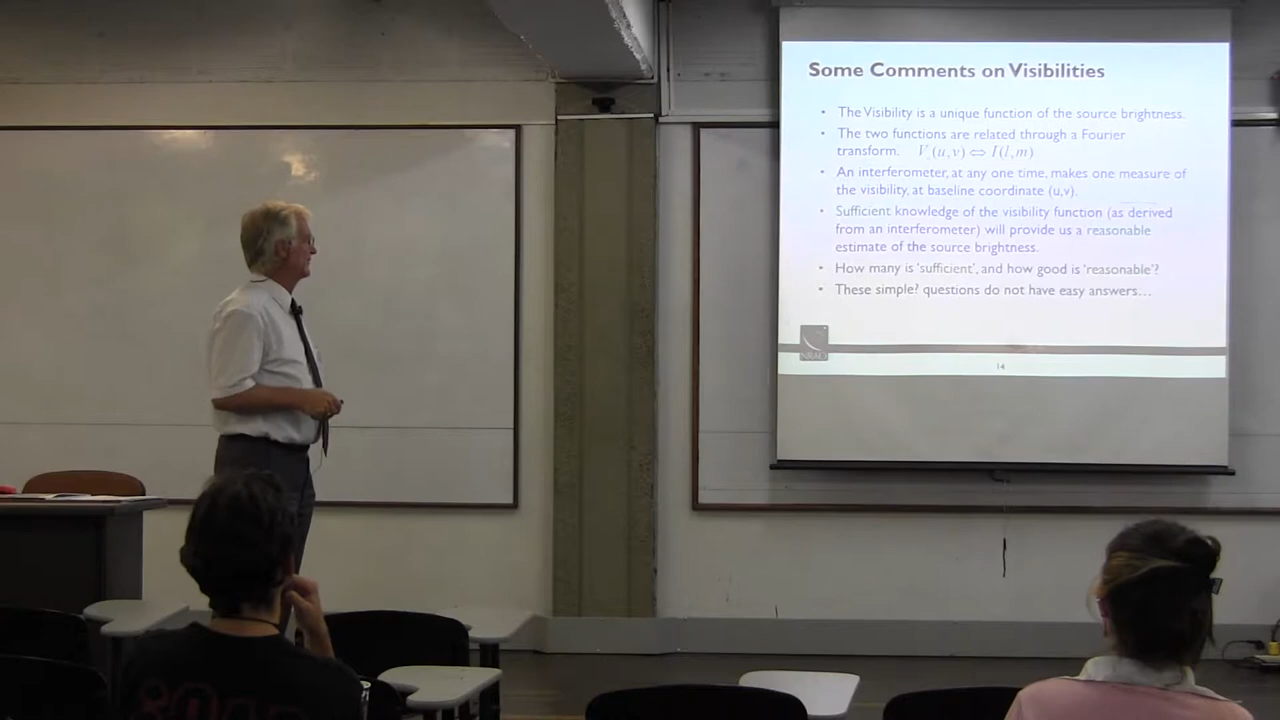 Some Comments on Visibilities
• The Visibility is a unique function of the source brightness.
• The two functions are related through a Fourier
transform. V(u,v) ⇔ I(l,m)
• An interferometer, at any one time, makes one measure of
the visibility, at baseline coordinate (u,v).
• Sufficient knowledge of the visibility function (as derived
from an interferometer) will provide us a reasonable
estimate of the source brightness.
• How many is 'sufficient', and how good is 'reasonable'?
• These simple? questions do not have easy answers…
NRAO
14